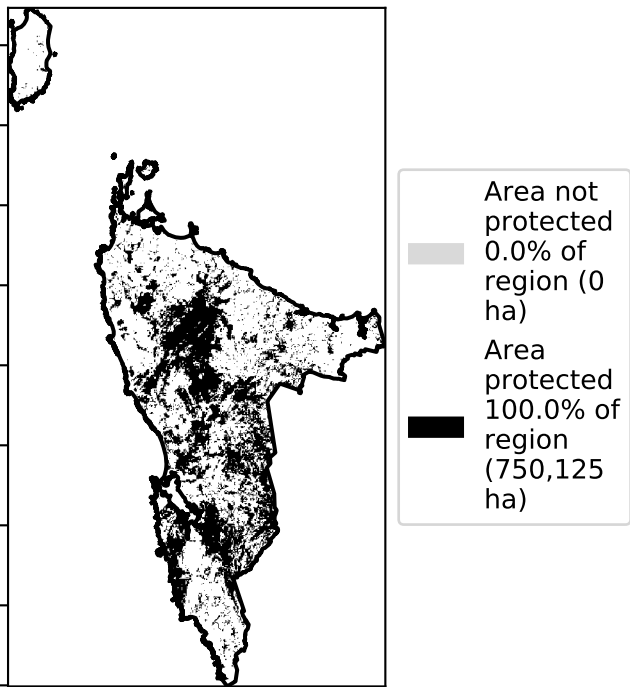 Area not
protected
0.0% of
region (0
ha)
Area
protected
100.0% of
region
(750,125
ha)